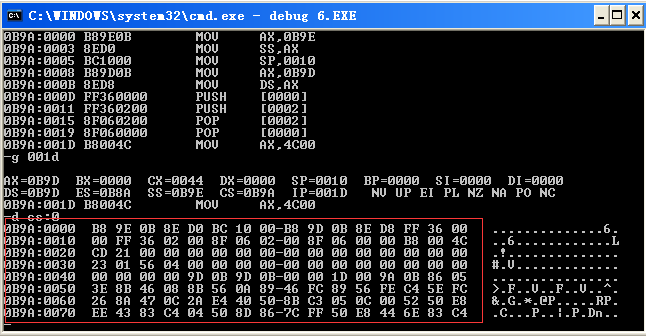 C:\WINDOWS\system32\cmd.exe - debug 6.EXE
0B9A:0000 B89E0B MOV AX,0B9E
0B9A:0003 8ED0 MOV SS,AX
0B9A:0005 BC1000 MOV SP,0010
0B9A:0008 B89D0B MOV AX,0B9D
0B9A:000B 8ED8 MOV DS,AX
0B9A:000D FF360000 PUSH [0000]
0B9A:0011 FF360200 PUSH [0002]
0B9A:0015 8F060200 POP [0002]
0B9A:0019 8F060000 POP [0000]
0B9A:001D B8004C MOV AX,4C00
-g 001d
AX=0B9D BX=0000 CX=0044 DX=0000 SP=0010 BP=0000 SI=0000 DI=0000
DS=0B9D ES=0B8A SS=0B9E CS=0B9A IP=001D NV UP EI PL NZ NA PO NC
0B9A:001D B8004C MOV AX,4C00
-d cs:0
0B9A:0000 B8 9E 0B 8E D0 BC 10 00-B8 9D 0B 8E D8 FF 36 00 ..............6.
0B9A:0010 00 FF 36 02 00 8F 06 02-00 8F 06 00 00 B8 00 4C ..6............L
0B9A:0020 CD 21 00 00 00 00 00 00-00 00 00 00 00 00 00 00 .!..............
0B9A:0030 23 01 56 04 00 00 00 00-00 00 00 00 00 00 00 00 #.V.............
0B9A:0040 00 00 00 00 9D 0B 9D 0B-00 00 1D 00 9A 0B 86 05 ................
0B9A:0050 3E 8B 46 08 8B 56 0A 89-46 FC 89 56 FE C4 5E FC >.F..V..F..V..^.
0B9A:0060 26 8A 47 0C 2A E4 40 50-8B C3 05 0C 00 52 50 E8 &.G.*.@P.....RP.
0B9A:0070 EE 43 83 C4 04 50 8D 86-7C FF 50 E8 44 6E 83 C4 .C...P..|.P.Dn..